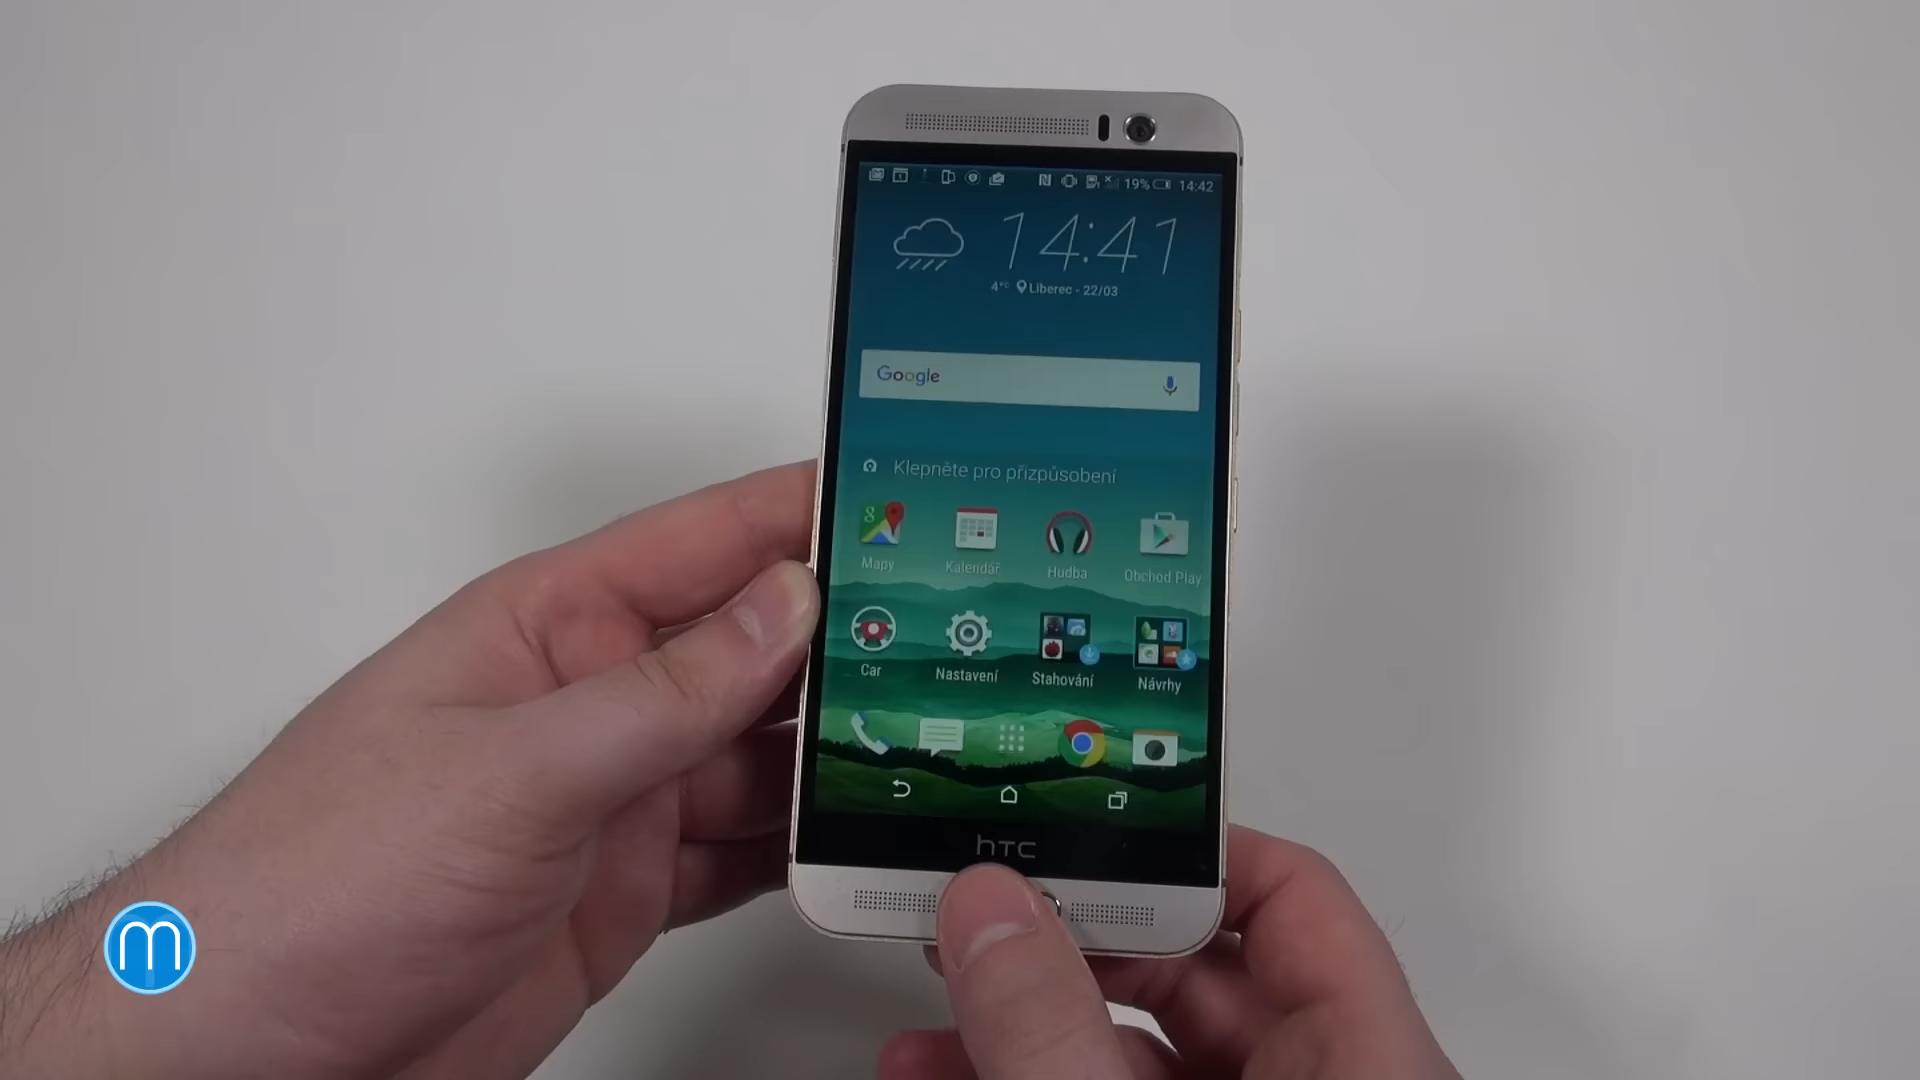 19% 14:42
14:41
4°C Liberec - 22/03
Google
Klepněte pro přizpůsobení
Mapy Kalendář Hudba Obchod Play
Car Nastavení Stahování Návrhy
hTC
m